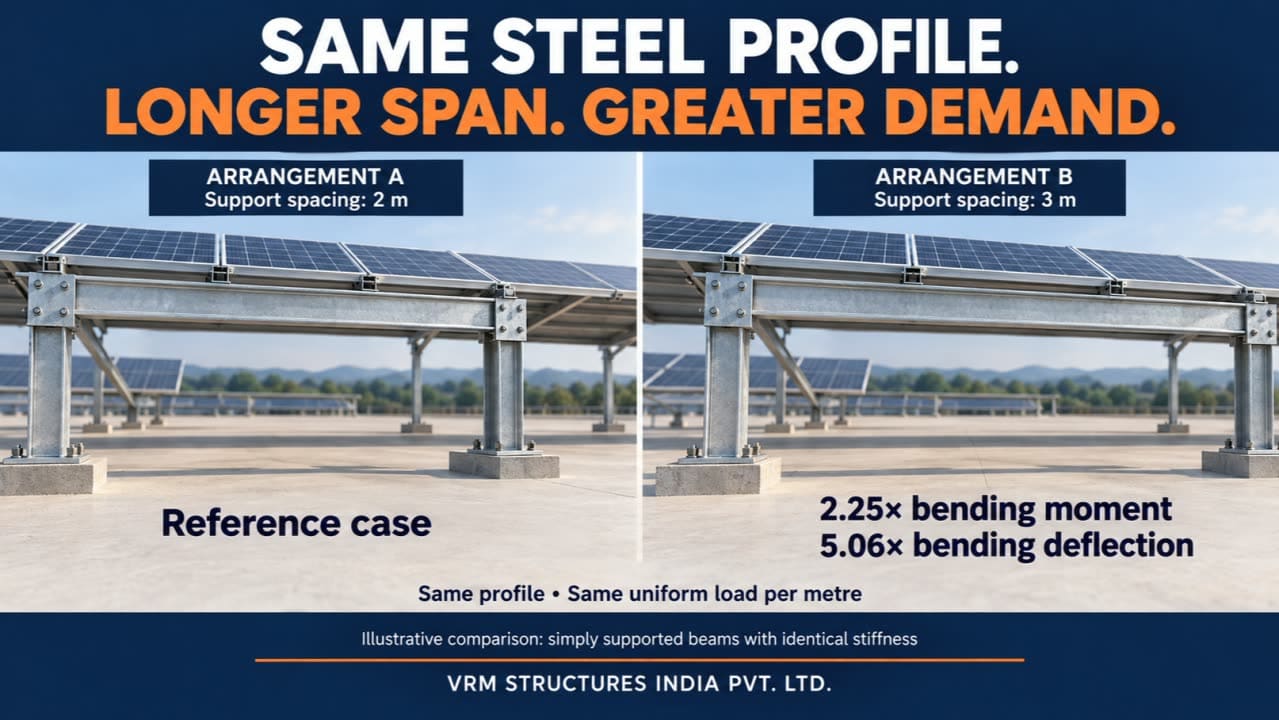 SAME STEEL PROFILE.
LONGER SPAN. GREATER DEMAND.
ARRANGEMENT A
Support spacing: 2 m
ARRANGEMENT B
Support spacing: 3 m
Reference case
2.25× bending moment
5.06× bending deflection
Same profile • Same uniform load per metre
Illustrative comparison: simply supported beams with identical stiffness
VRM STRUCTURES INDIA PVT. LTD.